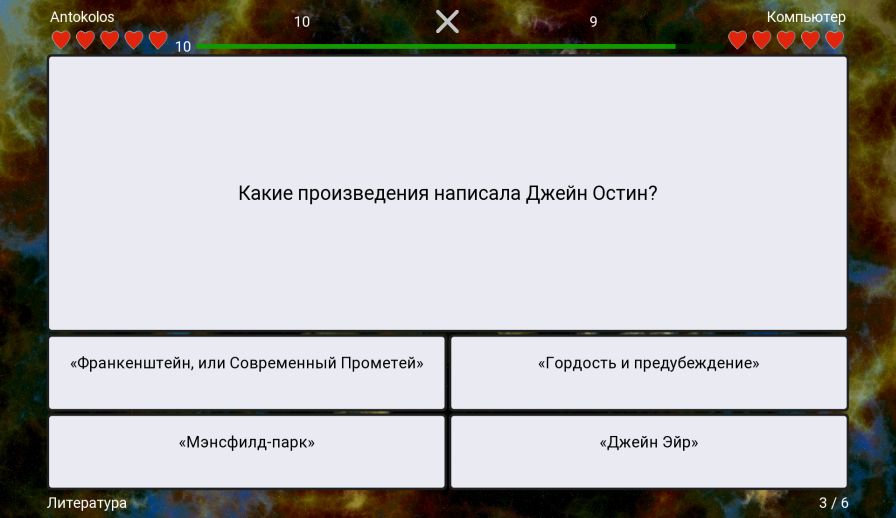 Antokolos
10
9
Компьютер
10
Какие произведения написала Джейн Остин?
«Франкенштейн, или Современный Прометей»
«Гордость и предубеждение»
«Мэнсфилд-парк»
«Джейн Эйр»
Литература
3 / 6